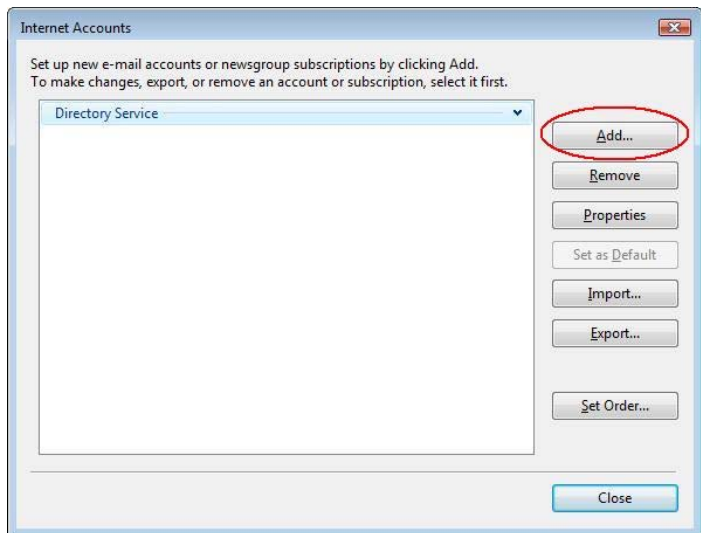 Internet Accounts
Set up new e-mail accounts or newsgroup subscriptions by clicking Add.
To make changes, export, or remove an account or subscription, select it first.
Directory Service
Add...
Remove
Properties
Set as Default
Import...
Export...
Set Order...
Close